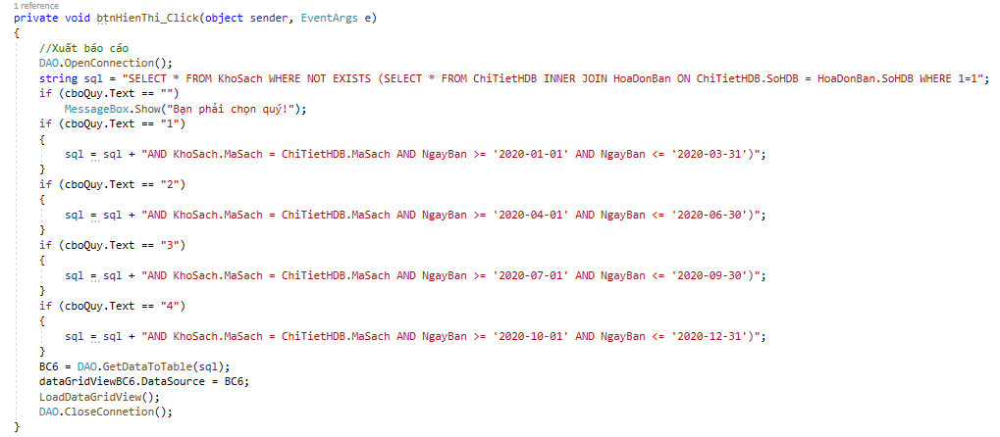 1 reference
private void btnHienThi_Click(object sender, EventArgs e)
{
    //Xuất báo cáo
    DAO.OpenConnection();
    string sql = "SELECT * FROM KhoSach WHERE NOT EXISTS (SELECT * FROM ChiTietHDB INNER JOIN HoaDonBan ON ChiTietHDB.SoHDB = HoaDonBan.SoHDB WHERE 1=1";
    if (cboQuy.Text == "")
        MessageBox.Show("Bạn phải chọn quý!");
    if (cboQuy.Text == "1")
    {
        sql = sql + "AND KhoSach.MaSach = ChiTietHDB.MaSach AND NgayBan >= '2020-01-01' AND NgayBan <= '2020-03-31')";
    }
    if (cboQuy.Text == "2")
    {
        sql = sql + "AND KhoSach.MaSach = ChiTietHDB.MaSach AND NgayBan >= '2020-04-01' AND NgayBan <= '2020-06-30')";
    }
    if (cboQuy.Text == "3")
    {
        sql = sql + "AND KhoSach.MaSach = ChiTietHDB.MaSach AND NgayBan >= '2020-07-01' AND NgayBan <= '2020-09-30')";
    }
    if (cboQuy.Text == "4")
    {
        sql = sql + "AND KhoSach.MaSach = ChiTietHDB.MaSach AND NgayBan >= '2020-10-01' AND NgayBan <= '2020-12-31')";
    }
    BC6 = DAO.GetDataToTable(sql);
    dataGridViewBC6.DataSource = BC6;
    LoadDataGridView();
    DAO.CloseConnetion();
}